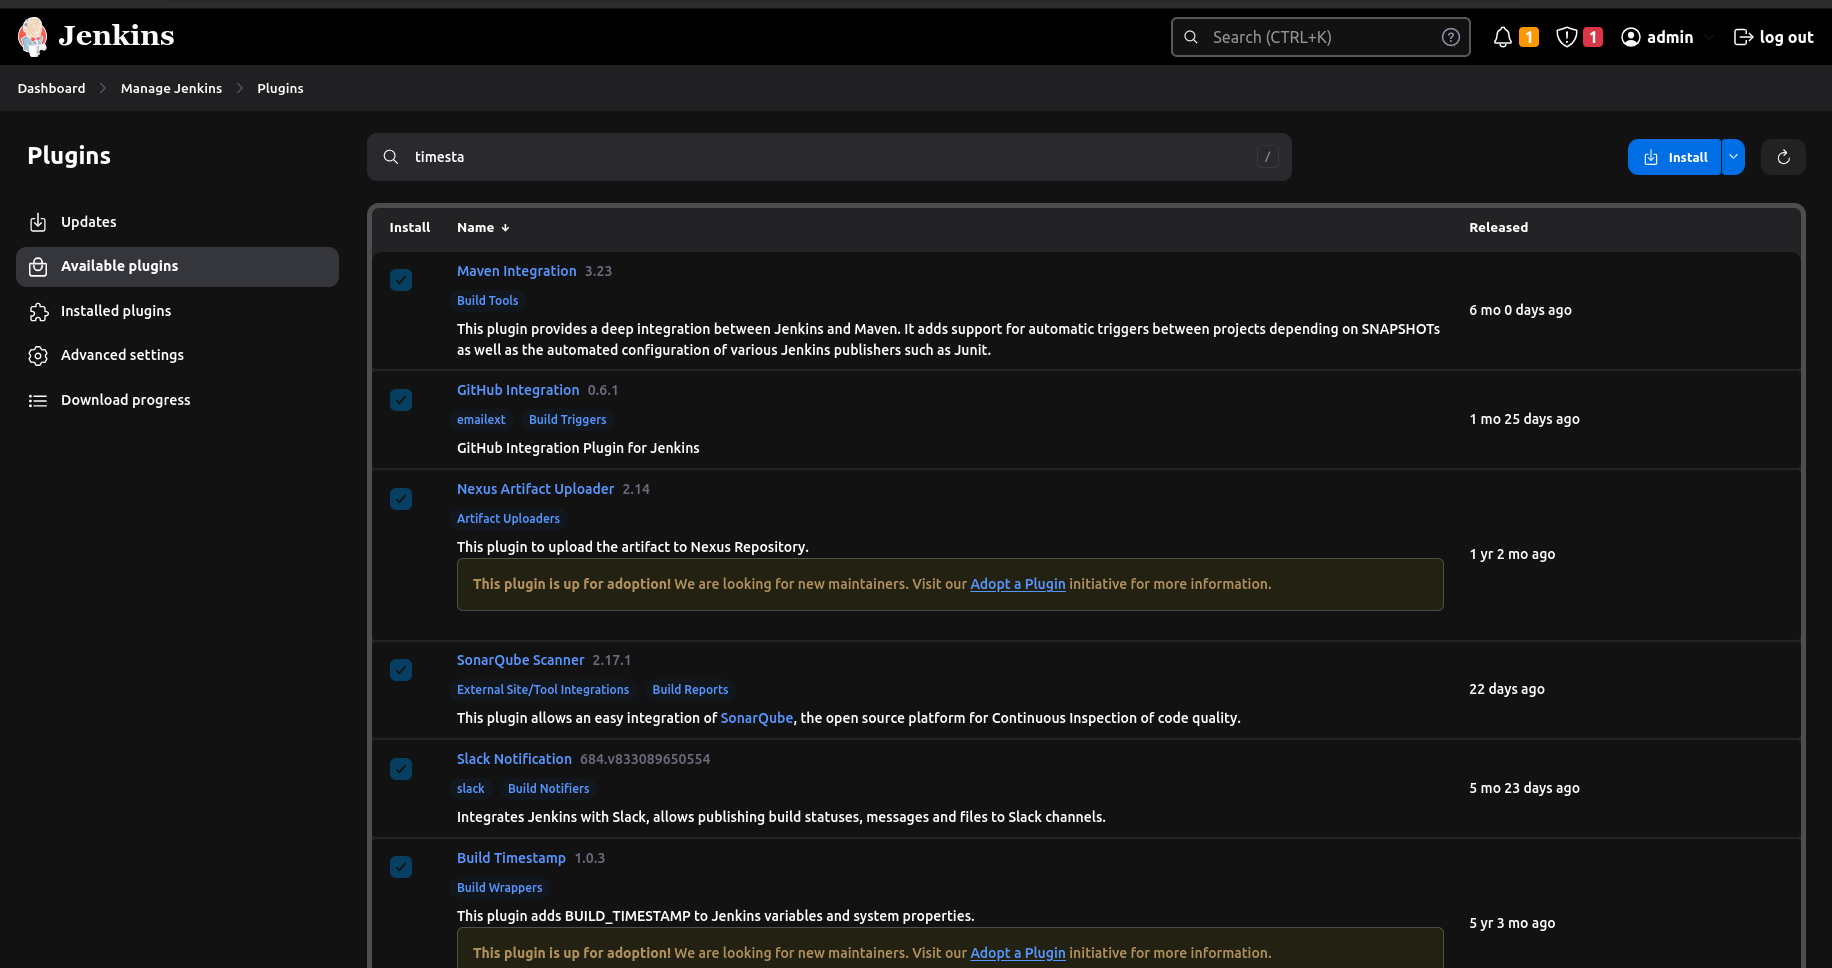 Jenkins
Search (CTRL+K)
1
1
admin
log out
Dashboard
Manage Jenkins
Plugins
Plugins
Updates
Available plugins
Installed plugins
Advanced settings
Download progress
timesta
/
Install
Install
Name ↓
Released
Maven Integration 3.23
Build Tools
This plugin provides a deep integration between Jenkins and Maven. It adds support for automatic triggers between projects depending on SNAPSHOTs
as well as the automated configuration of various Jenkins publishers such as Junit.
6 mo 0 days ago
GitHub Integration 0.6.1
emailext Build Triggers
GitHub Integration Plugin for Jenkins
1 mo 25 days ago
Nexus Artifact Uploader 2.14
Artifact Uploaders
This plugin to upload the artifact to Nexus Repository.
This plugin is up for adoption! We are looking for new maintainers. Visit our Adopt a Plugin initiative for more information.
1 yr 2 mo ago
SonarQube Scanner 2.17.1
External Site/Tool Integrations Build Reports
This plugin allows an easy integration of SonarQube, the open source platform for Continuous Inspection of code quality.
22 days ago
Slack Notification 684.v833089650554
slack Build Notifiers
Integrates Jenkins with Slack, allows publishing build statuses, messages and files to Slack channels.
5 mo 23 days ago
Build Timestamp 1.0.3
Build Wrappers
This plugin adds BUILD_TIMESTAMP to Jenkins variables and system properties.
This plugin is up for adoption! We are looking for new maintainers. Visit our Adopt a Plugin initiative for more information.
5 yr 3 mo ago